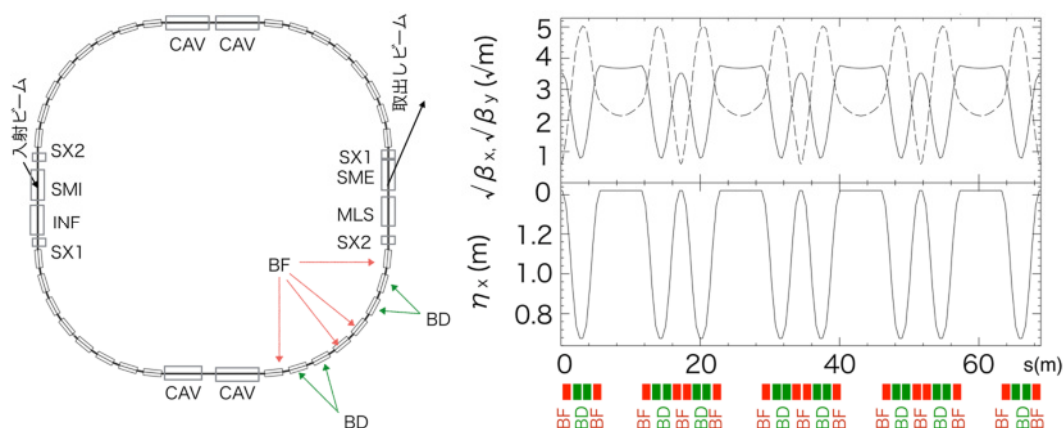 CAV CAV
入射ビーム
取出しビーム
SX2
SMI
INF
SX1
SX1
SME
MLS
SX2
BF
BD
BD
CAV CAV
√βx, √βy (√m)
5
4
3
2
1
ηx (m)
0
1.2
1.0
0.8
0 20 40 60 s(m)
BF BD BF BF BD BF BD BF BF BD BF BD BF BF BD BF BD BF BF BD BF